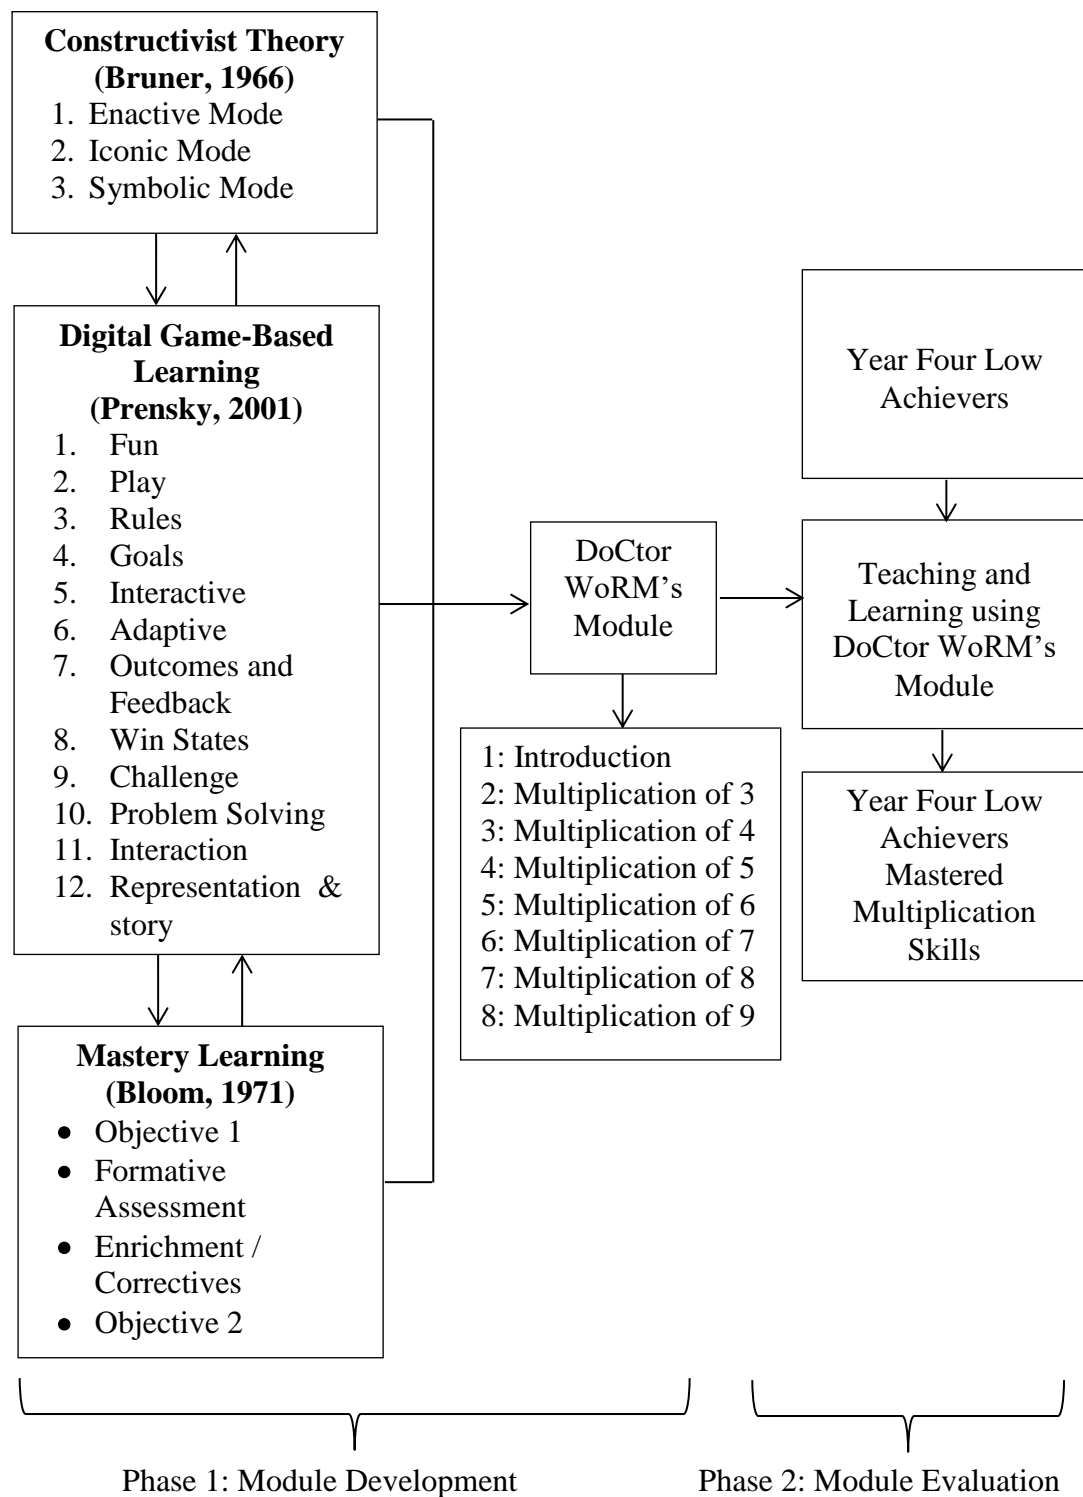 Constructivist Theory
(Bruner, 1966)
1. Enactive Mode
2. Iconic Mode
3. Symbolic Mode
Digital Game-Based
Learning
(Prensky, 2001)
1. Fun
2. Play
3. Rules
4. Goals
5. Interactive
6. Adaptive
7. Outcomes and
Feedback
8. Win States
9. Challenge
10. Problem Solving
11. Interaction
12. Representation & 
story
Mastery Learning
(Bloom, 1971)
• Objective 1
• Formative
Assessment
• Enrichment /
Correctives
• Objective 2
DoCtor
WoRM’s
Module
1: Introduction
2: Multiplication of 3
3: Multiplication of 4
4: Multiplication of 5
5: Multiplication of 6
6: Multiplication of 7
7: Multiplication of 8
8: Multiplication of 9
Year Four Low
Achievers
Teaching and
Learning using
DoCtor WoRM’s
Module
Year Four Low
Achievers
Mastered
Multiplication
Skills
Phase 1: Module Development
Phase 2: Module Evaluation